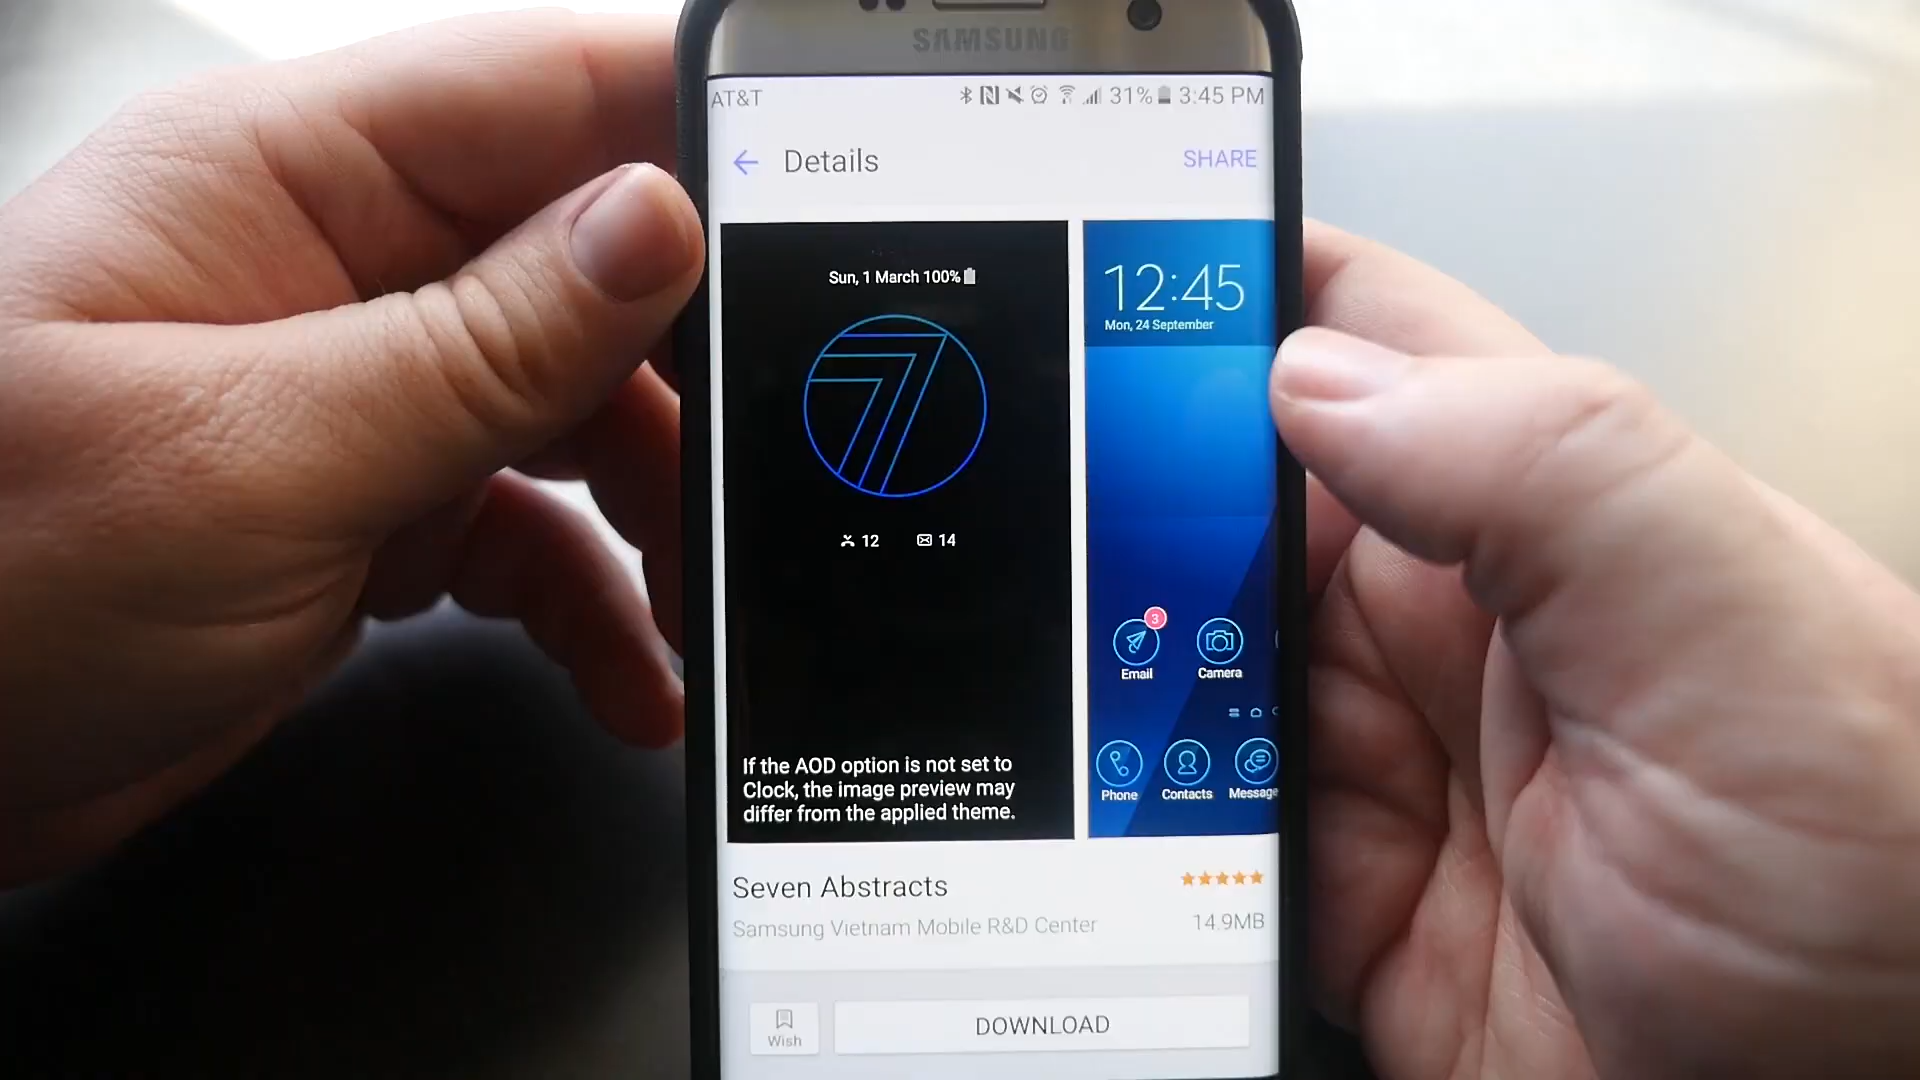 SAMSUNG
AT&T 31% 3:45 PM
Details SHARE
Sun, 1 March 100%
7
12 14
If the AOD option is not set to
Clock, the image preview may
differ from the applied theme.
12:45
Mon, 24 September
3
Email Camera
Phone Contacts Message
Seven Abstracts
Samsung Vietnam Mobile R&D Center 14.9MB
Wish DOWNLOAD